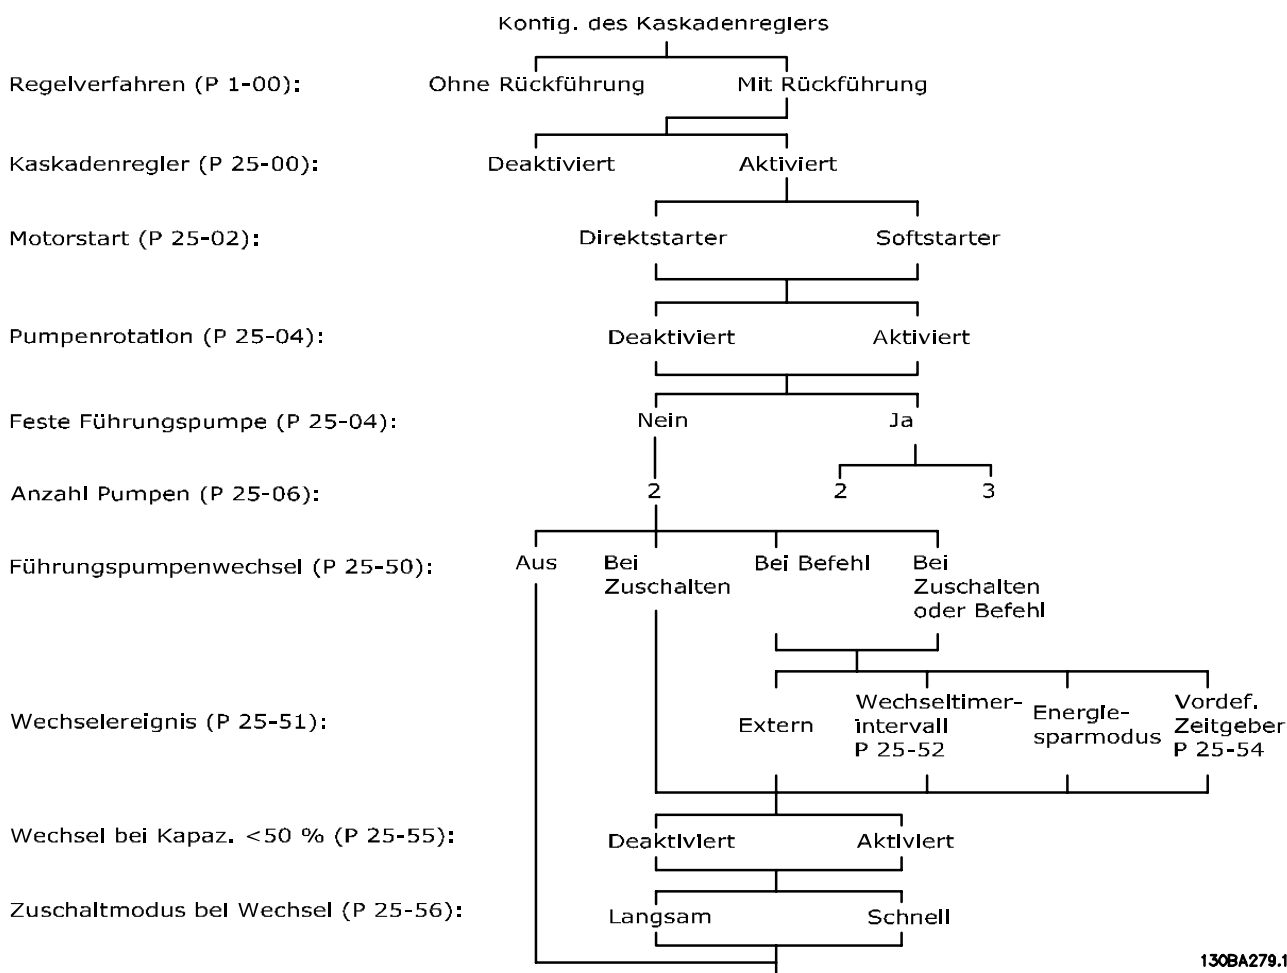 Konfig. des Kaskadenreglers
Regelverfahren (P 1-00): Ohne Rückführung Mit Rückführung
Kaskadenregler (P 25-00): Deaktiviert Aktiviert
Motorstart (P 25-02): Direktstarter Softstarter
Pumpenrotation (P 25-04): Deaktiviert Aktiviert
Feste Führungspumpe (P 25-04): Nein Ja
Anzahl Pumpen (P 25-06): 2 2 3
Führungspumpenwechsel (P 25-50): Aus Bei Zuschalten Bei Befehl Bei Zuschalten oder Befehl
Wechselereignis (P 25-51): Extern Wechseltimer-intervall P 25-52 Energie-sparmodus Vordef. Zeitgeber P 25-54
Wechsel bei Kapaz. <50 % (P 25-55): Deaktiviert Aktiviert
Zuschaltmodus bei Wechsel (P 25-56): Langsam Schnell
130BA279.1